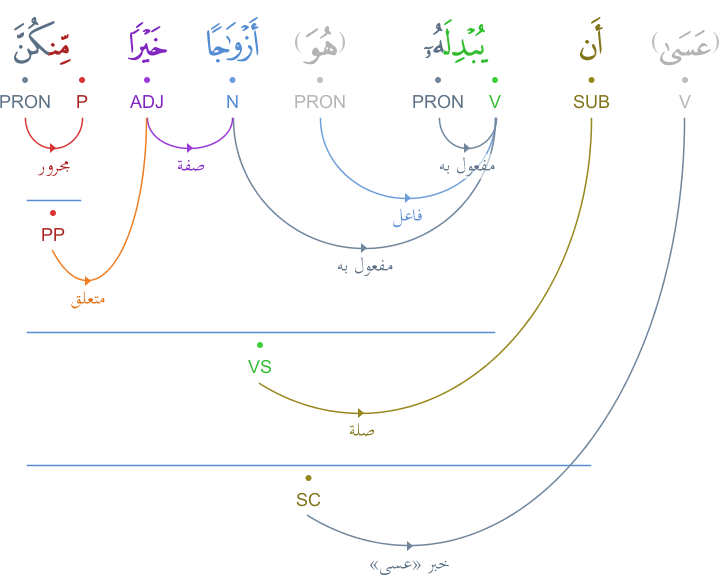 (عَسَىٰ) أَن يُبْدِلَهُۥٓ (هُوَ) أَزْوَٰجًا خَيْرًا مِّنكُنَّ
V SUB V PRON PRON N ADJ P PRON
مجرور صفة مفعول به
فاعل
PP
مفعول به
متعلق
VS
صلة
SC
خبر «عسى»